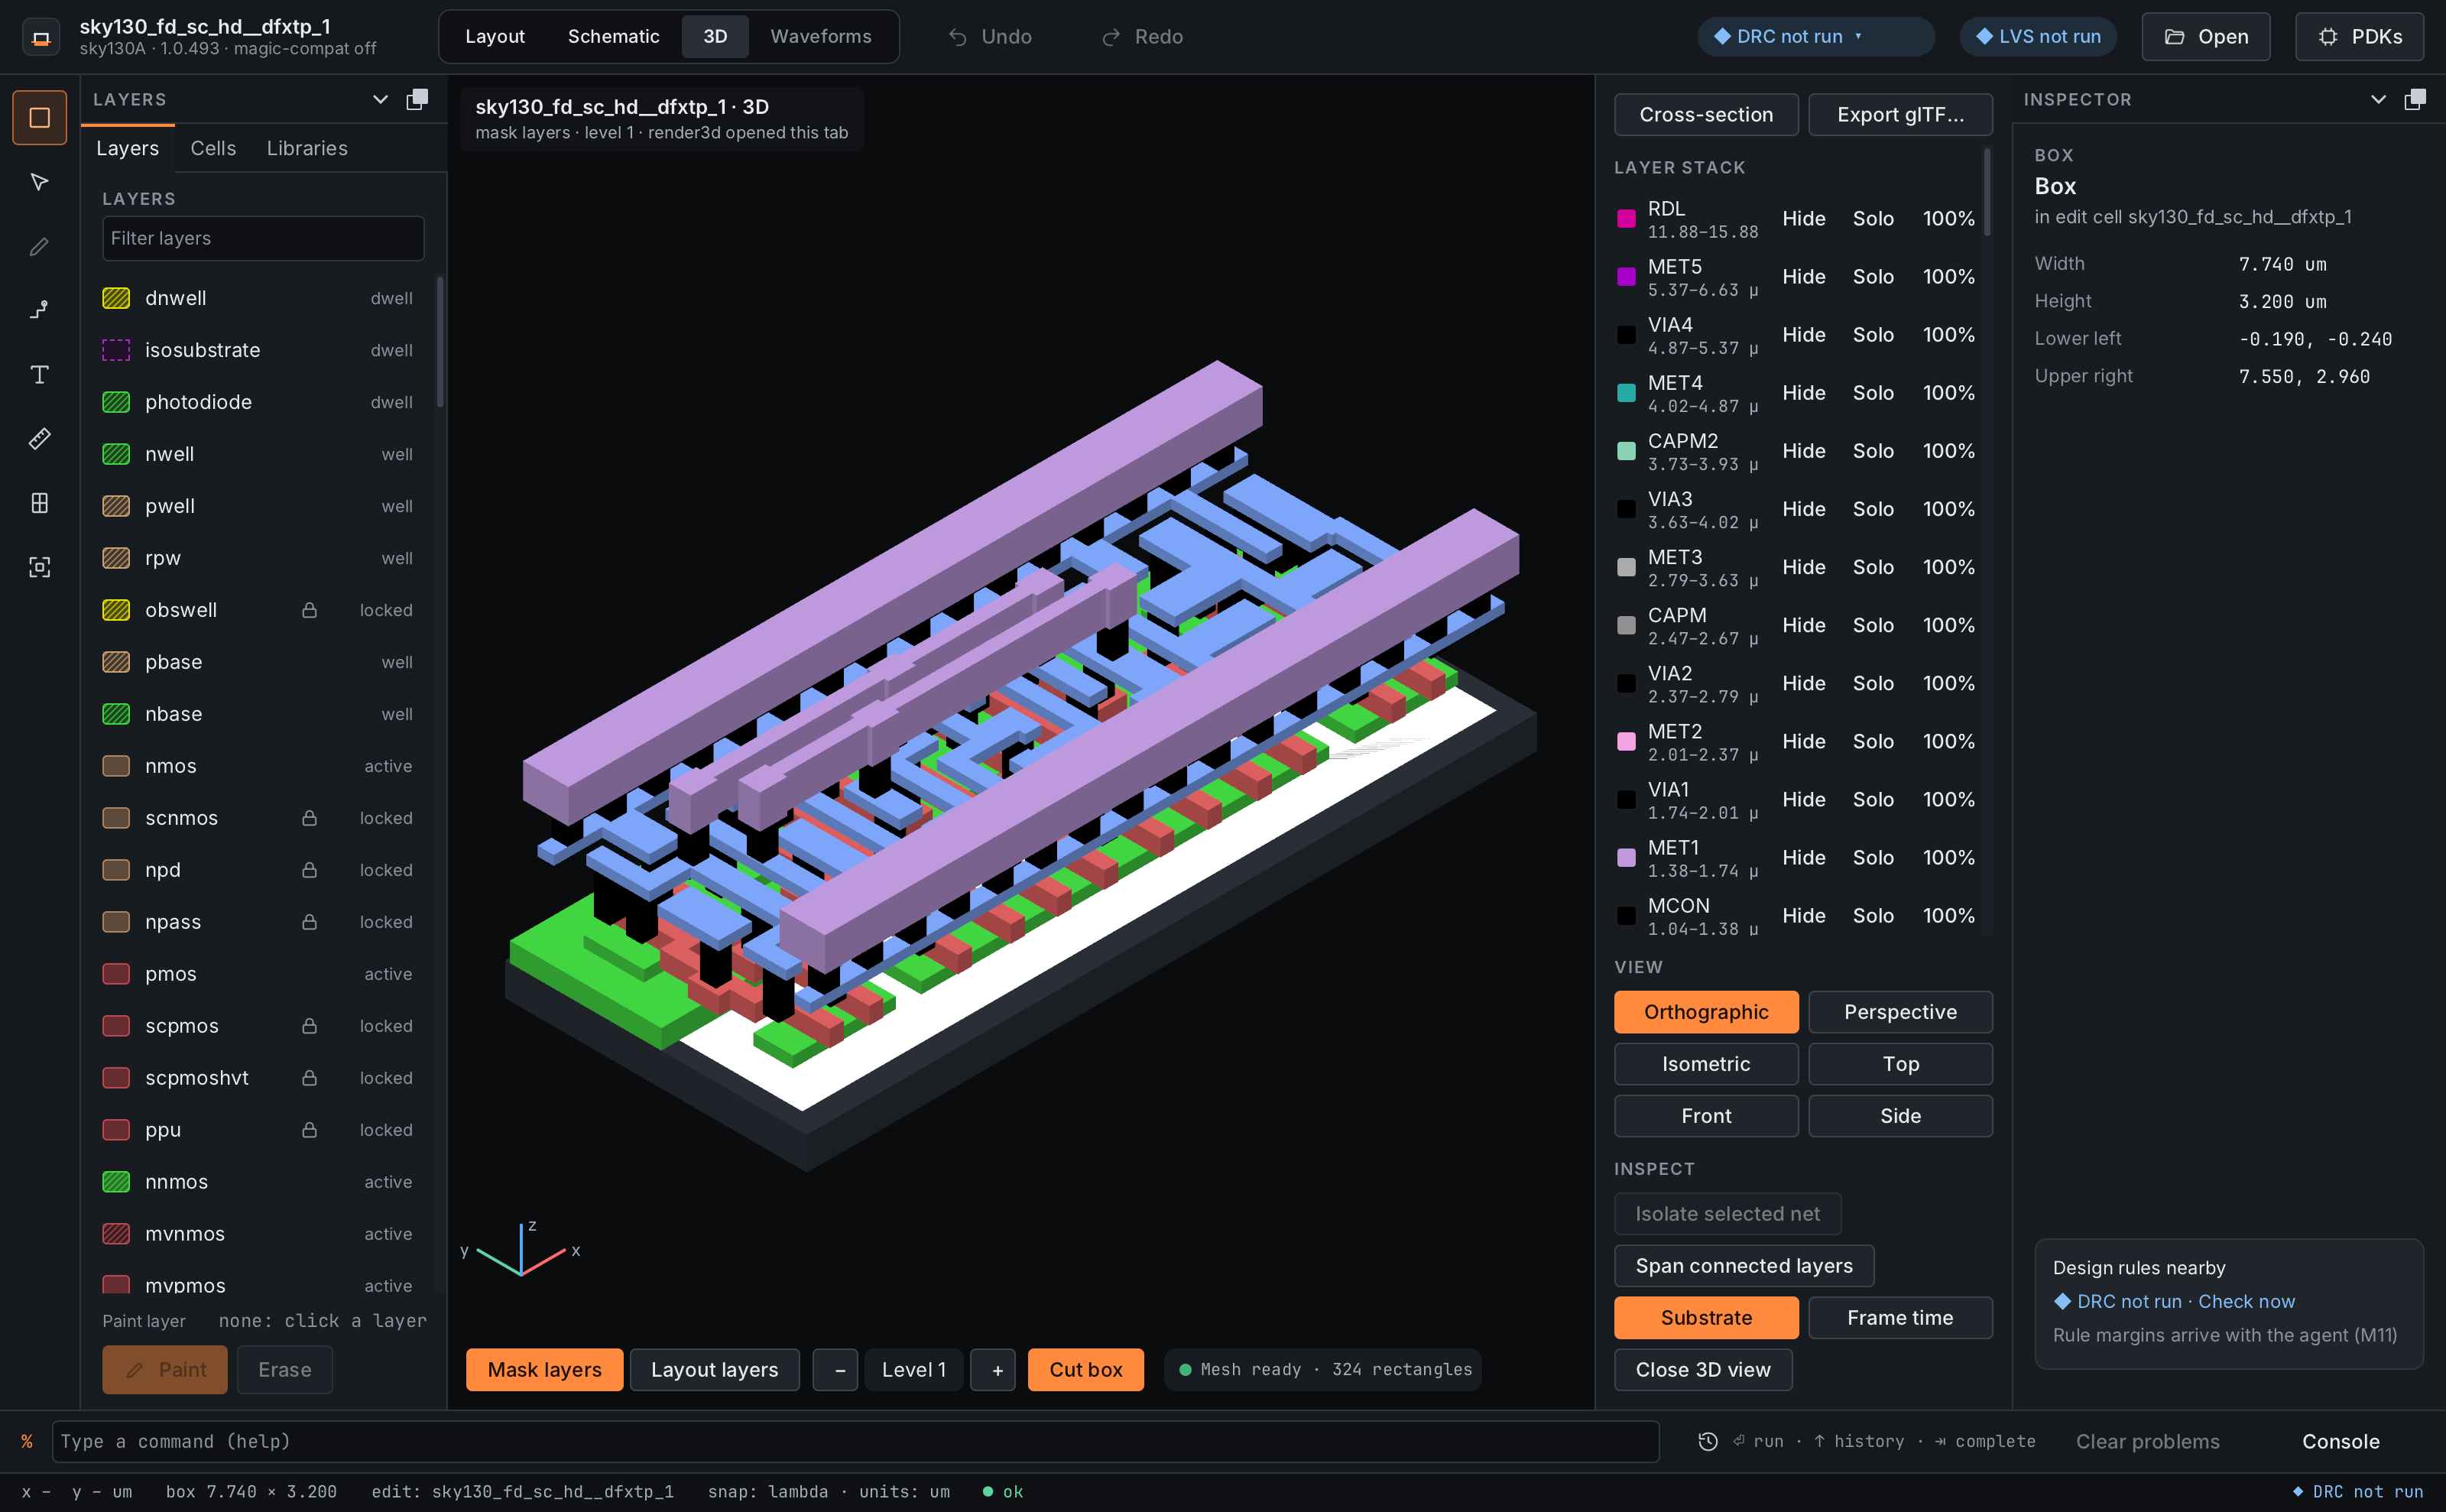 sky130_fd_sc_hd__dfxtp_1
sky130A · 1.0.493 · magic-compat off
Layout Schematic 3D Waveforms
Undo Redo
DRC not run LVS not run
Open PDKs
LAYERS
Layers Cells Libraries
LAYERS
Filter layers
dnwell dwell
isosubstrate dwell
photodiode dwell
nwell well
pwell well
rpw well
obswell locked
pbase well
nbase well
nmos active
scnmos locked
npd locked
npass locked
pmos active
scpmos locked
scpmoshvt locked
ppu locked
nnmos active
mvnmos active
mvpmos active
Paint layer none: click a layer
Paint Erase
sky130_fd_sc_hd__dfxtp_1 · 3D
mask layers · level 1 · render3d opened this tab
z
y x
Mask layers Layout layers − Level 1 + Cut box Mesh ready · 324 rectangles
Cross-section Export glTF...
LAYER STACK
RDL Hide Solo 100%
11.88–15.88
MET5 Hide Solo 100%
5.37–6.63 µ
VIA4 Hide Solo 100%
4.87–5.37 µ
MET4 Hide Solo 100%
4.02–4.87 µ
CAPM2 Hide Solo 100%
3.73–3.93 µ
VIA3 Hide Solo 100%
3.63–4.02 µ
MET3 Hide Solo 100%
2.79–3.63 µ
CAPM Hide Solo 100%
2.47–2.67 µ
VIA2 Hide Solo 100%
2.37–2.79 µ
MET2 Hide Solo 100%
2.01–2.37 µ
VIA1 Hide Solo 100%
1.74–2.01 µ
MET1 Hide Solo 100%
1.38–1.74 µ
MCON Hide Solo 100%
1.04–1.38 µ
VIEW
Orthographic Perspective
Isometric Top
Front Side
INSPECT
Isolate selected net
Span connected layers
Substrate Frame time
Close 3D view
INSPECTOR
BOX
Box
in edit cell sky130_fd_sc_hd__dfxtp_1
Width 7.740 um
Height 3.200 um
Lower left -0.190, -0.240
Upper right 7.550, 2.960
Design rules nearby
DRC not run · Check now
Rule margins arrive with the agent (M11)
% Type a command (help)
⏎ run · ↑ history · ⇥ complete Clear problems Console
x – y – um box 7.740 × 3.200 edit: sky130_fd_sc_hd__dfxtp_1 snap: lambda · units: um ok DRC not run